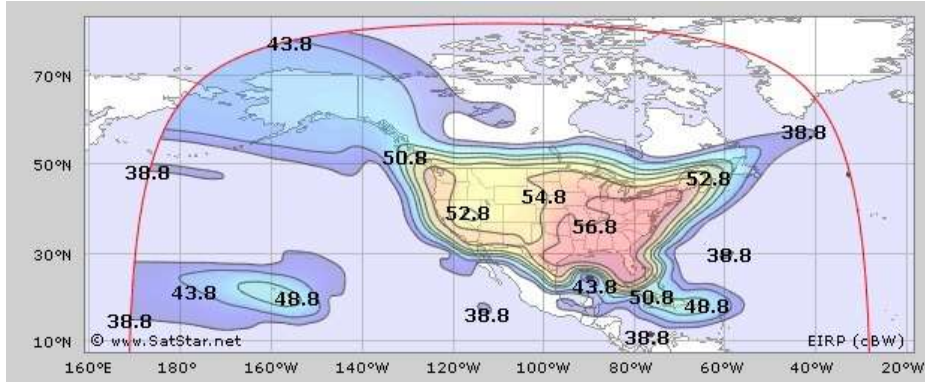 43.8
70°N
38.8
50.8
50°N
52.8
38.8
54.8
52.8
56.8
30°N
38.8
43.8
43.8
50.8
48.8
48.8
38.8
38.8
38.8
10°N
© www.SatStar.net
EIRP (dBW)
160°E
180°W
160°W
140°W
120°W
100°W
80°W
60°W
40°W
20°W